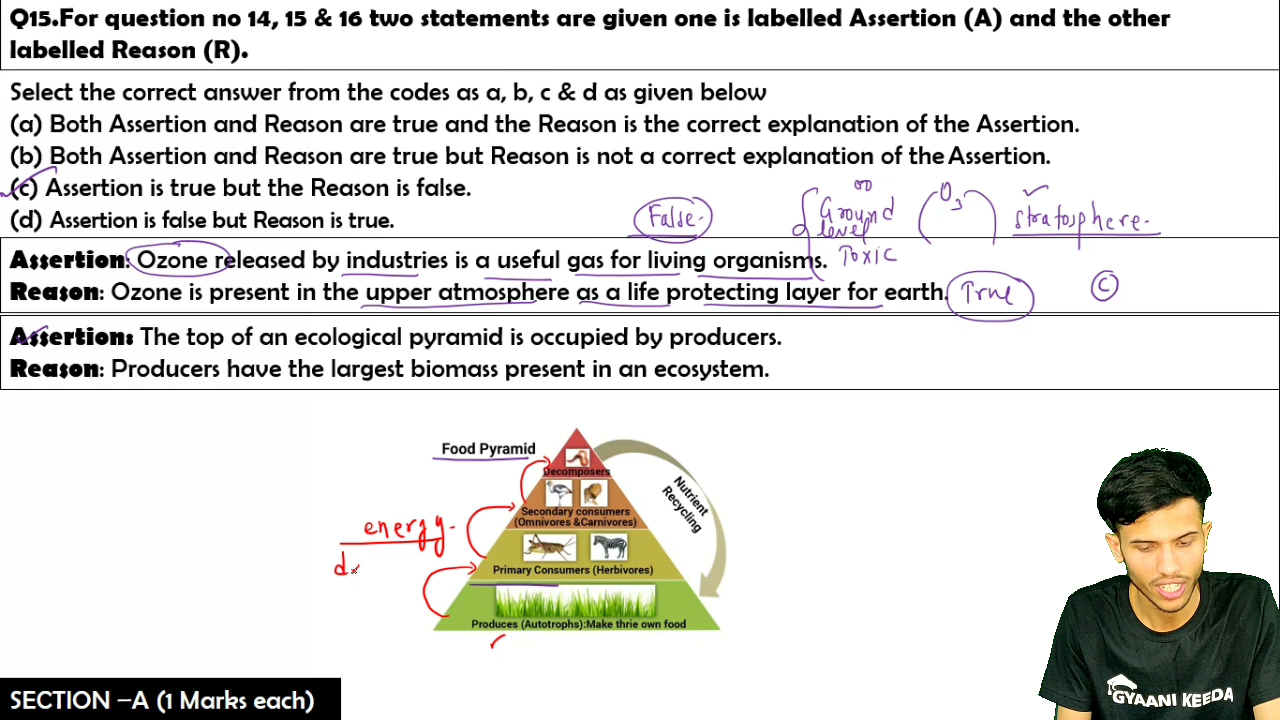 Q15.For question no 14, 15 & 16 two statements are given one is labelled Assertion (A) and the other
labelled Reason (R).
Select the correct answer from the codes as a, b, c & d as given below
(a) Both Assertion and Reason are true and the Reason is the correct explanation of the Assertion.
(b) Both Assertion and Reason are true but Reason is not a correct explanation of the Assertion.
(c) Assertion is true but the Reason is false.
(d) Assertion is false but Reason is true.
False.
Ground
level
Toxic
O3
stratosphere.
Assertion: Ozone released by industries is a useful gas for living organisms.
Reason: Ozone is present in the upper atmosphere as a life protecting layer for earth.
True
C
Assertion: The top of an ecological pyramid is occupied by producers.
Reason: Producers have the largest biomass present in an ecosystem.
Food Pyramid
Decomposers
Secondary consumers
(Omnivores &Carnivores)
Primary Consumers (Herbivores)
Produces (Autotrophs):Make thrie own food
Nutrient
Recycling
energy.
d
GYAANI KEEDA
SECTION –A (1 Marks each)